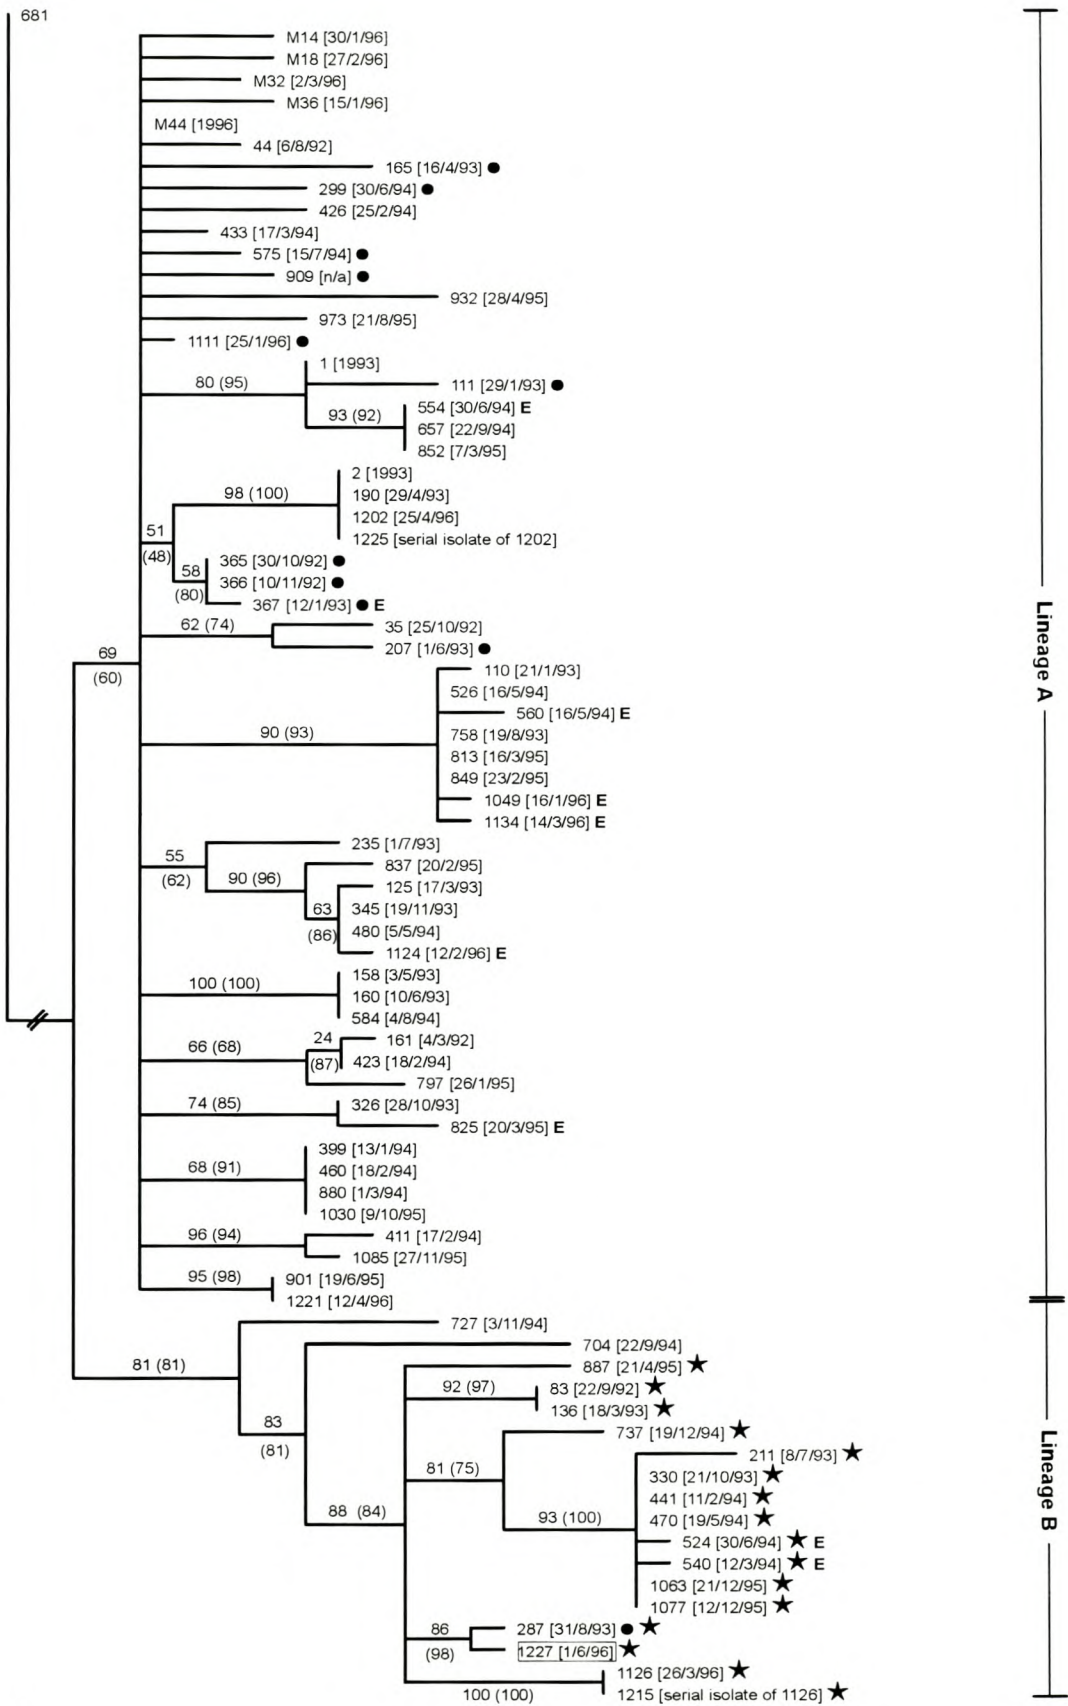 681
M14 [30/1/96]
M18 [27/2/96]
M32 [2/3/96]
M36 [15/1/96]
M44 [1996]
44 [6/8/92]
165 [16/4/93] ●
299 [30/6/94] ●
426 [25/2/94]
433 [17/3/94]
575 [15/7/94] ●
909 [n/a] ●
932 [28/4/95]
973 [21/8/95]
1111 [25/1/96] ●
1 [1993]
80 (95)
111 [29/1/93] ●
554 [30/6/94] E
93 (92)
657 [22/9/94]
852 [7/3/95]
2 [1993]
98 (100)
190 [29/4/93]
1202 [25/4/96]
51
1225 [serial isolate of 1202]
(48)
365 [30/10/92] ●
58
366 [10/11/92] ●
(80)
367 [12/1/93] ● E
62 (74)
35 [25/10/92]
207 [1/6/93] ●
69
(60)
110 [21/1/93]
526 [16/5/94]
560 [16/5/94] E
90 (93)
758 [19/8/93]
813 [16/3/95]
849 [23/2/95]
1049 [16/1/96] E
1134 [14/3/96] E
235 [1/7/93]
55
837 [20/2/95]
(62)
90 (96)
125 [17/3/93]
63
345 [19/11/93]
(86)
480 [5/5/94]
1124 [12/2/96] E
158 [3/5/93]
100 (100)
160 [10/6/93]
584 [4/8/94]
24
161 [4/3/92]
66 (68)
(87)
423 [18/2/94]
797 [26/1/95]
74 (85)
326 [28/10/93]
825 [20/3/95] E
399 [13/1/94]
68 (91)
460 [18/2/94]
880 [1/3/94]
1030 [9/10/95]
96 (94)
411 [17/2/94]
1085 [27/11/95]
95 (98)
901 [19/6/95]
1221 [12/4/96]
Lineage A
727 [3/11/94]
704 [22/9/94]
81 (81)
887 [21/4/95] ★
92 (97)
83 [22/9/92] ★
136 [18/3/93] ★
83
(81)
737 [19/12/94] ★
211 [8/7/93] ★
81 (75)
330 [21/10/93] ★
441 [11/2/94] ★
88 (84)
93 (100)
470 [19/5/94] ★
524 [30/6/94] ★ E
540 [12/3/94] ★ E
1063 [21/12/95] ★
1077 [12/12/95] ★
86
287 [31/8/93] ● ★
(98)
1227 [1/6/96] ★
1126 [26/3/96] ★
100 (100)
1215 [serial isolate of 1126] ★
Lineage B